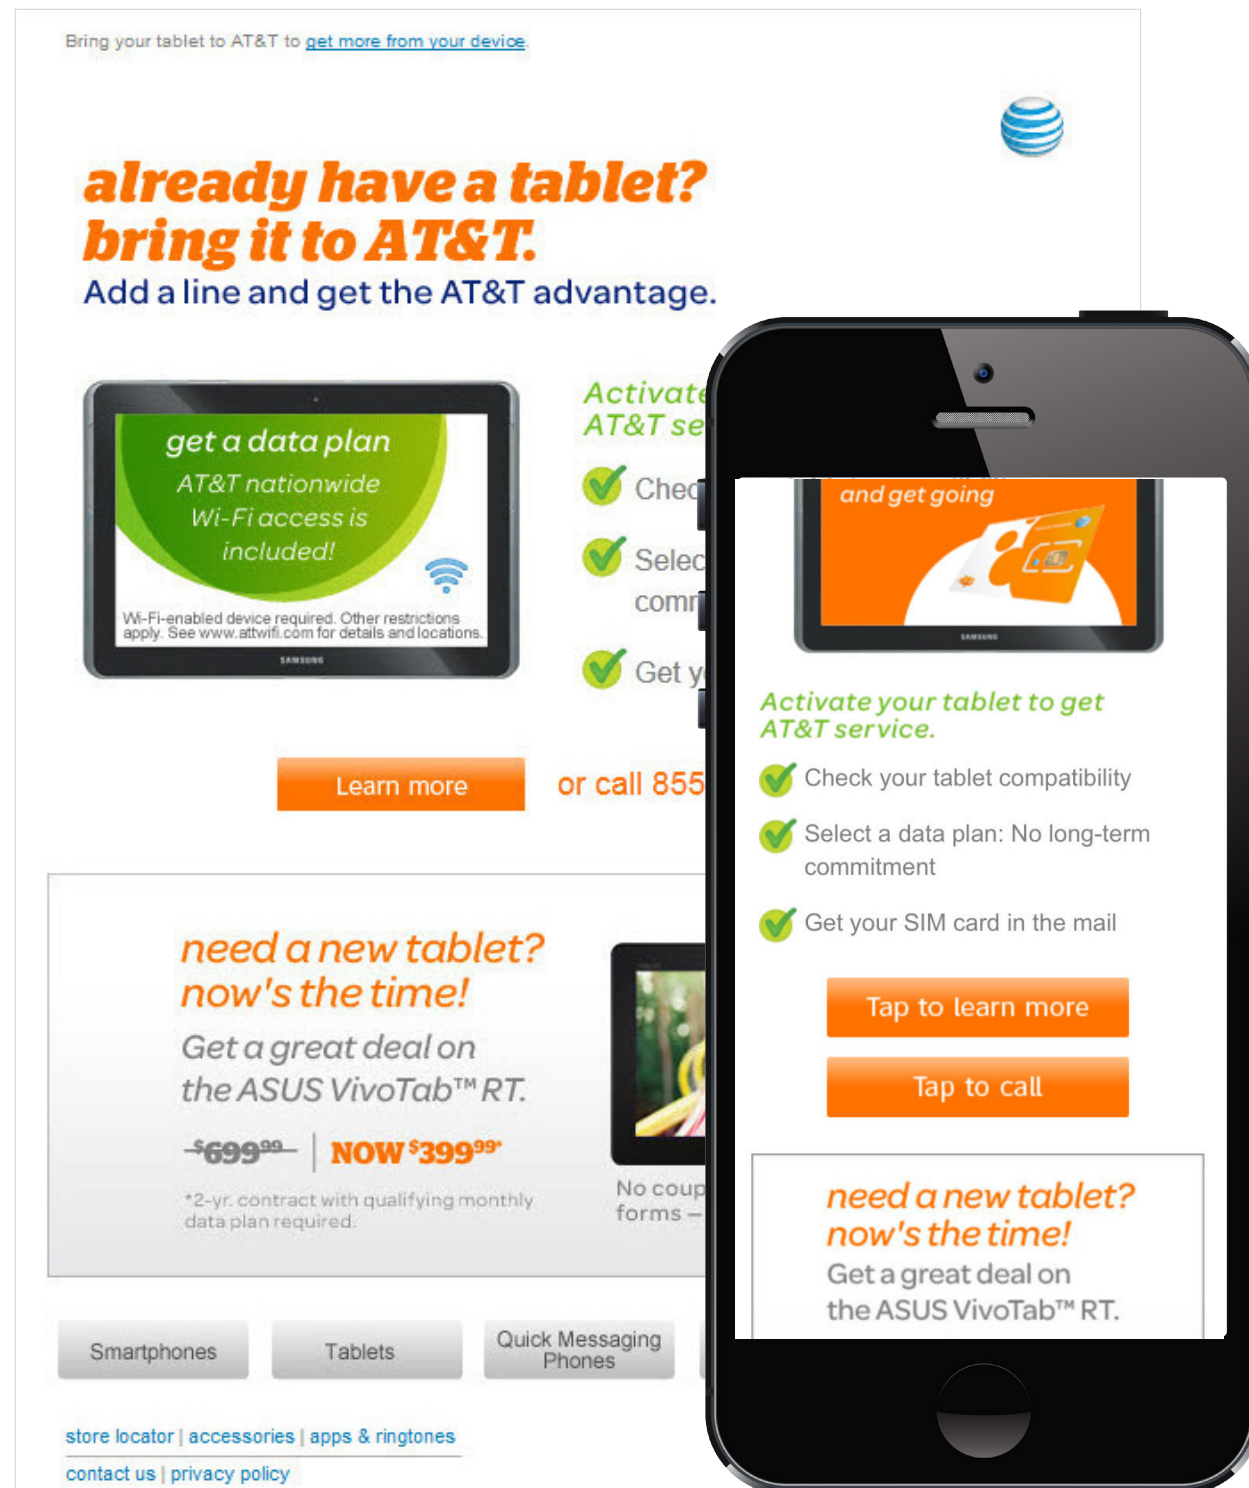 Bring your tablet to AT&T to get more from your device.
already have a tablet?
bring it to AT&T.
Add a line and get the AT&T advantage.
get a data plan
AT&T nationwide
Wi-Fi access is
included!
Wi-Fi-enabled device required. Other restrictions
apply. See www.attwifi.com for details and locations.
SAMSUNG
Activate
AT&T se
Chec
Selec
comr
Get y
Learn more
or call 855
need a new tablet?
now's the time!
Get a great deal on
the ASUS VivoTab™ RT.
$699.99 | NOW $399.99*
*2-yr. contract with qualifying monthly
data plan required.
No coup
forms –
Smartphones
Tablets
Quick Messaging
Phones
store locator | accessories | apps & ringtones
contact us | privacy policy
and get going
SAMSUNG
Activate your tablet to get
AT&T service.
Check your tablet compatibility
Select a data plan: No long-term
commitment
Get your SIM card in the mail
Tap to learn more
Tap to call
need a new tablet?
now's the time!
Get a great deal on
the ASUS VivoTab™ RT.